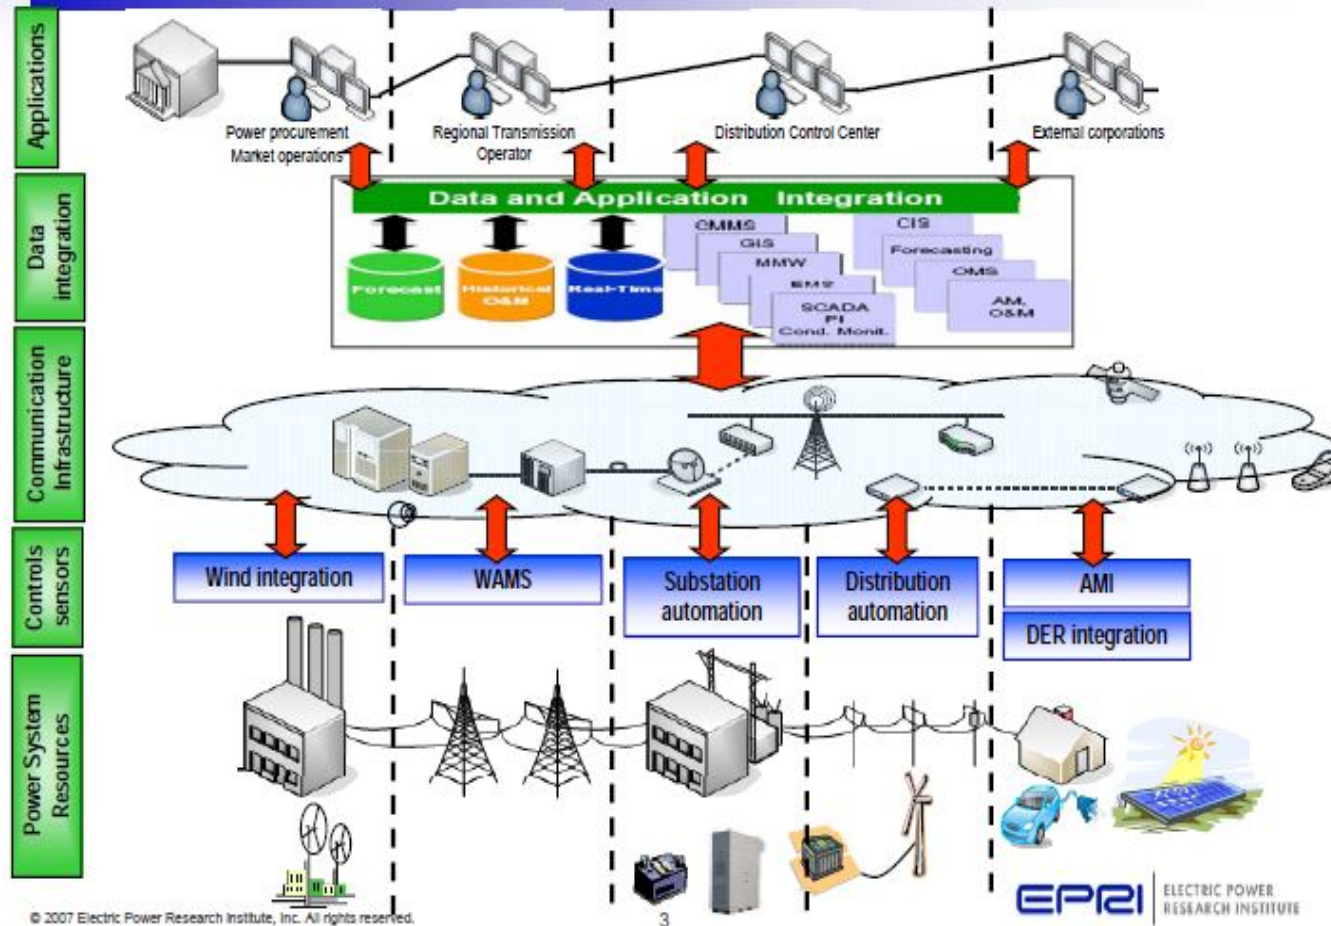 Applications
Power procurement
Market operations
Regional Transmission
Operator
Distribution Control Center
External corporations
Data
integration
Data and Application Integration
Forecast
Historical
O&M
Real-Time
CMMS
GIS
MMW
EMS
SCADA
PI
Cond. Monit.
CIS
Forecasting
OMS
AM,
O&M
Communication
Infrastructure
Controls
sensors
Wind integration
WAMS
Substation
automation
Distribution
automation
AMI
DER integration
Power System
Resources
© 2007 Electric Power Research Institute, Inc. All rights reserved.
3
EPRI
ELECTRIC POWER
RESEARCH INSTITUTE